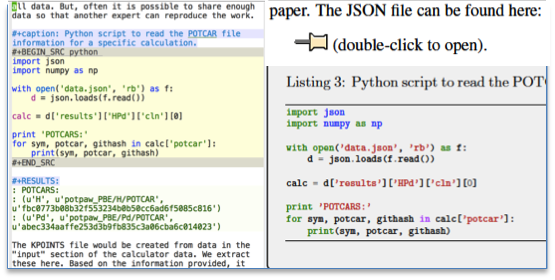 all data. But, often it is possible to share enough
data so that another expert can reproduce the work.
#+caption: Python script to read the POTCAR file
information for a specific calculation.
#+BEGIN_SRC python
import json
import numpy as np
with open('data.json', 'rb') as f:
    d = json.loads(f.read())
calc = d['results']['HPd']['cln'][0]
print 'POTCARS:'
for sym, potcar, githash in calc['potcar']:
    print(sym, potcar, githash)
#+END_SRC
#+RESULTS:
: POTCARS:
: (u'H', u'potpaw_PBE/H/POTCAR',
u'fbc0773b08b32f553234b0b50cc6ad6f5085c816')
: (u'Pd', u'potpaw_PBE/Pd/POTCAR',
u'abec334aaffe253d3b9fb835c3a06cba6c014023')
The KPOINTS file would be created from data in the
"input" section of the calculator data. We extract
these here. Based on the information provided, it
paper. The JSON file can be found here:
(double-click to open).
Listing 3: Python script to read the POT
import json
import numpy as np
with open('data.json', 'rb') as f:
    d = json.loads(f.read())
calc = d['results']['HPd']['cln'][0]
print 'POTCARS:'
for sym, potcar, githash in calc['potcar']:
    print(sym, potcar, githash)